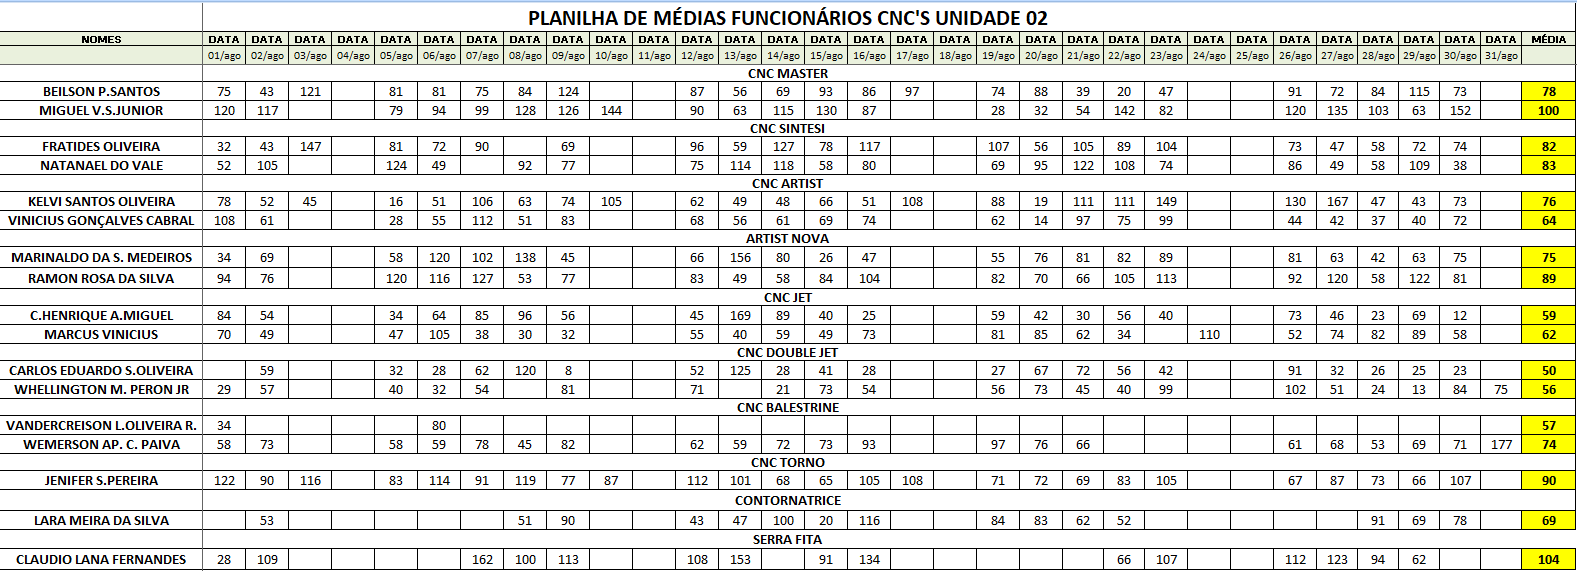 PLANILHA DE MÉDIAS FUNCIONÁRIOS CNC'S UNIDADE 02
NOMES DATA DATA DATA DATA DATA DATA DATA DATA DATA DATA DATA DATA DATA DATA DATA DATA DATA DATA DATA DATA DATA DATA DATA DATA DATA DATA DATA DATA DATA DATA DATA MÉDIA
01/ago 02/ago 03/ago 04/ago 05/ago 06/ago 07/ago 08/ago 09/ago 10/ago 11/ago 12/ago 13/ago 14/ago 15/ago 16/ago 17/ago 18/ago 19/ago 20/ago 21/ago 22/ago 23/ago 24/ago 25/ago 26/ago 27/ago 28/ago 29/ago 30/ago 31/ago
CNC MASTER
BEILSON P.SANTOS 75 43 121 81 81 75 84 124 87 56 69 93 86 97 74 88 39 20 47 91 72 84 115 73 78
MIGUEL V.S.JUNIOR 120 117 79 94 99 128 126 144 90 63 115 130 87 28 32 54 142 82 120 135 103 63 152 100
CNC SINTESI
FRATIDES OLIVEIRA 32 43 147 81 72 90 69 96 59 127 78 117 107 56 105 89 104 73 47 58 72 74 82
NATANAEL DO VALE 52 105 124 49 92 77 75 114 118 58 80 69 95 122 108 74 86 49 58 109 38 83
CNC ARTIST
KELVI SANTOS OLIVEIRA 78 52 45 16 51 106 63 74 105 62 49 48 66 51 108 88 19 111 111 149 130 167 47 43 73 76
VINICIUS GONÇALVES CABRAL 108 61 28 55 112 51 83 68 56 61 69 74 62 14 97 75 99 44 42 37 40 72 64
ARTIST NOVA
MARINALDO DA S. MEDEIROS 34 69 58 120 102 138 45 66 156 80 26 47 55 76 81 82 89 81 63 42 63 75 75
RAMON ROSA DA SILVA 94 76 120 116 127 53 77 83 49 58 84 104 82 70 66 105 113 92 120 58 122 81 89
CNC JET
C.HENRIQUE A.MIGUEL 84 54 34 64 85 96 56 45 169 89 40 25 59 42 30 56 40 73 46 23 69 12 59
MARCUS VINICIUS 70 49 47 105 38 30 32 55 40 59 49 73 81 85 62 34 110 52 74 82 89 58 62
CNC DOUBLE JET
CARLOS EDUARDO S.OLIVEIRA 59 32 28 62 120 8 52 125 28 41 28 27 67 72 56 42 91 32 26 25 23 50
WHELLINGTON M. PERON JR 29 57 40 32 54 81 71 21 73 54 56 73 45 40 99 102 51 24 13 84 75 56
CNC BALESTRINE
VANDERCREISON L.OLIVEIRA R. 34 80 57
WEMERSON AP. C. PAIVA 58 73 58 59 78 45 82 62 59 72 73 93 97 76 66 61 68 53 69 71 177 74
CNC TORNO
JENIFER S.PEREIRA 122 90 116 83 114 91 119 77 87 112 101 68 65 105 108 71 72 69 83 105 67 87 73 66 107 90
CONTORNATRICE
LARA MEIRA DA SILVA 53 51 90 43 47 100 20 116 84 83 62 52 91 69 78 69
SERRA FITA
CLAUDIO LANA FERNANDES 28 109 162 100 113 108 153 91 134 66 107 112 123 94 62 104